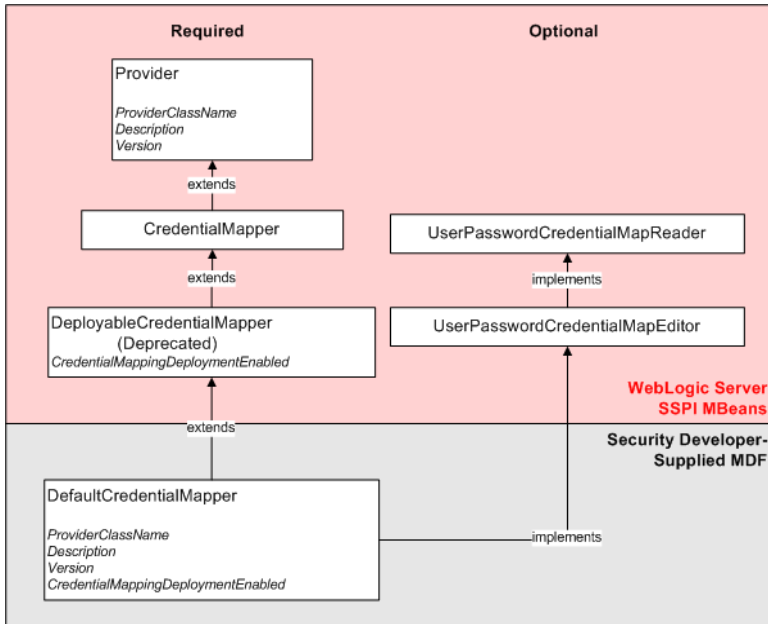 Required
Optional
Provider
ProviderClassName
Description
Version
extends
CredentialMapper
UserPasswordCredentialMapReader
extends
implements
DeployableCredentialMapper
(Deprecated)
CredentialMappingDeploymentEnabled
UserPasswordCredentialMapEditor
WebLogic Server
SSPI MBeans
extends
Security Developer-
Supplied MDF
DefaultCredentialMapper
ProviderClassName
Description
Version
CredentialMappingDeploymentEnabled
implements